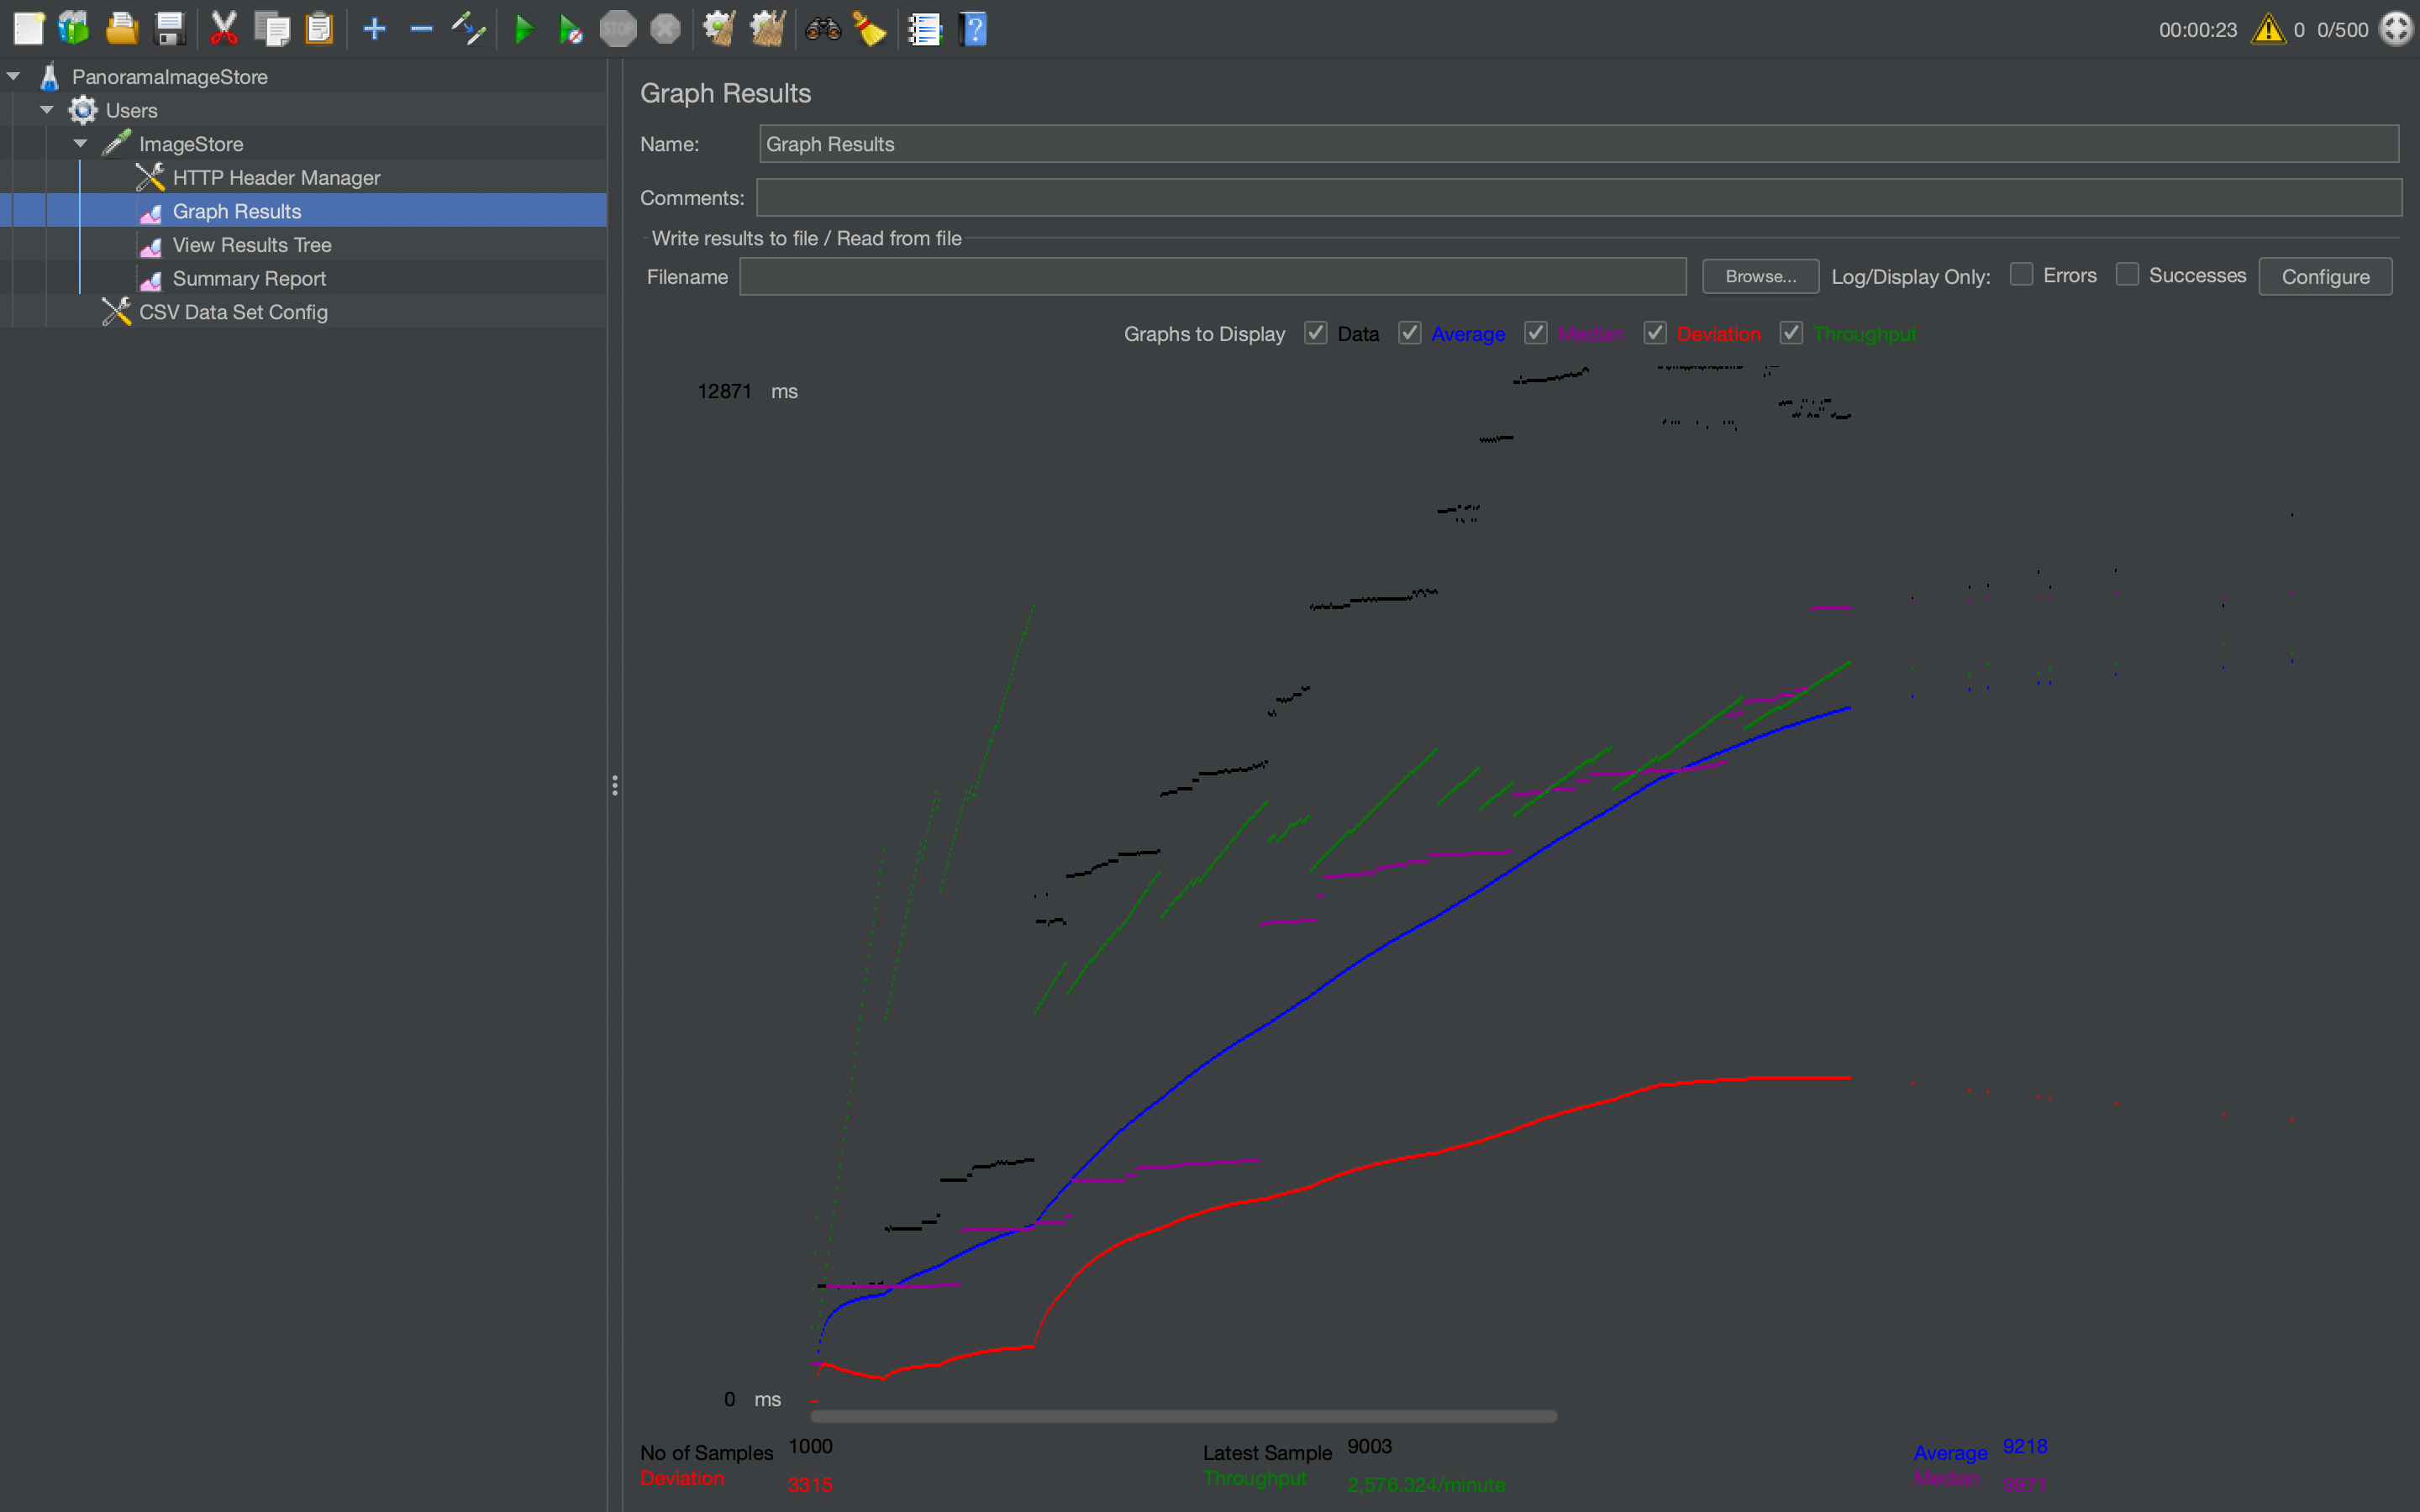 STOP
00:00:23 0 0/500
PanoramaImageStore
Users
ImageStore
HTTP Header Manager
Graph Results
View Results Tree
Summary Report
CSV Data Set Config
Graph Results
Name: Graph Results
Comments:
Write results to file / Read from file
Filename Browse... Log/Display Only: Errors Successes Configure
Graphs to Display Data Average Median Deviation Throughput
12871 ms
0 ms
No of Samples 1000 Latest Sample 9003 Average 9218
Deviation 3315 Throughput 2,576.324/minute Median 9971